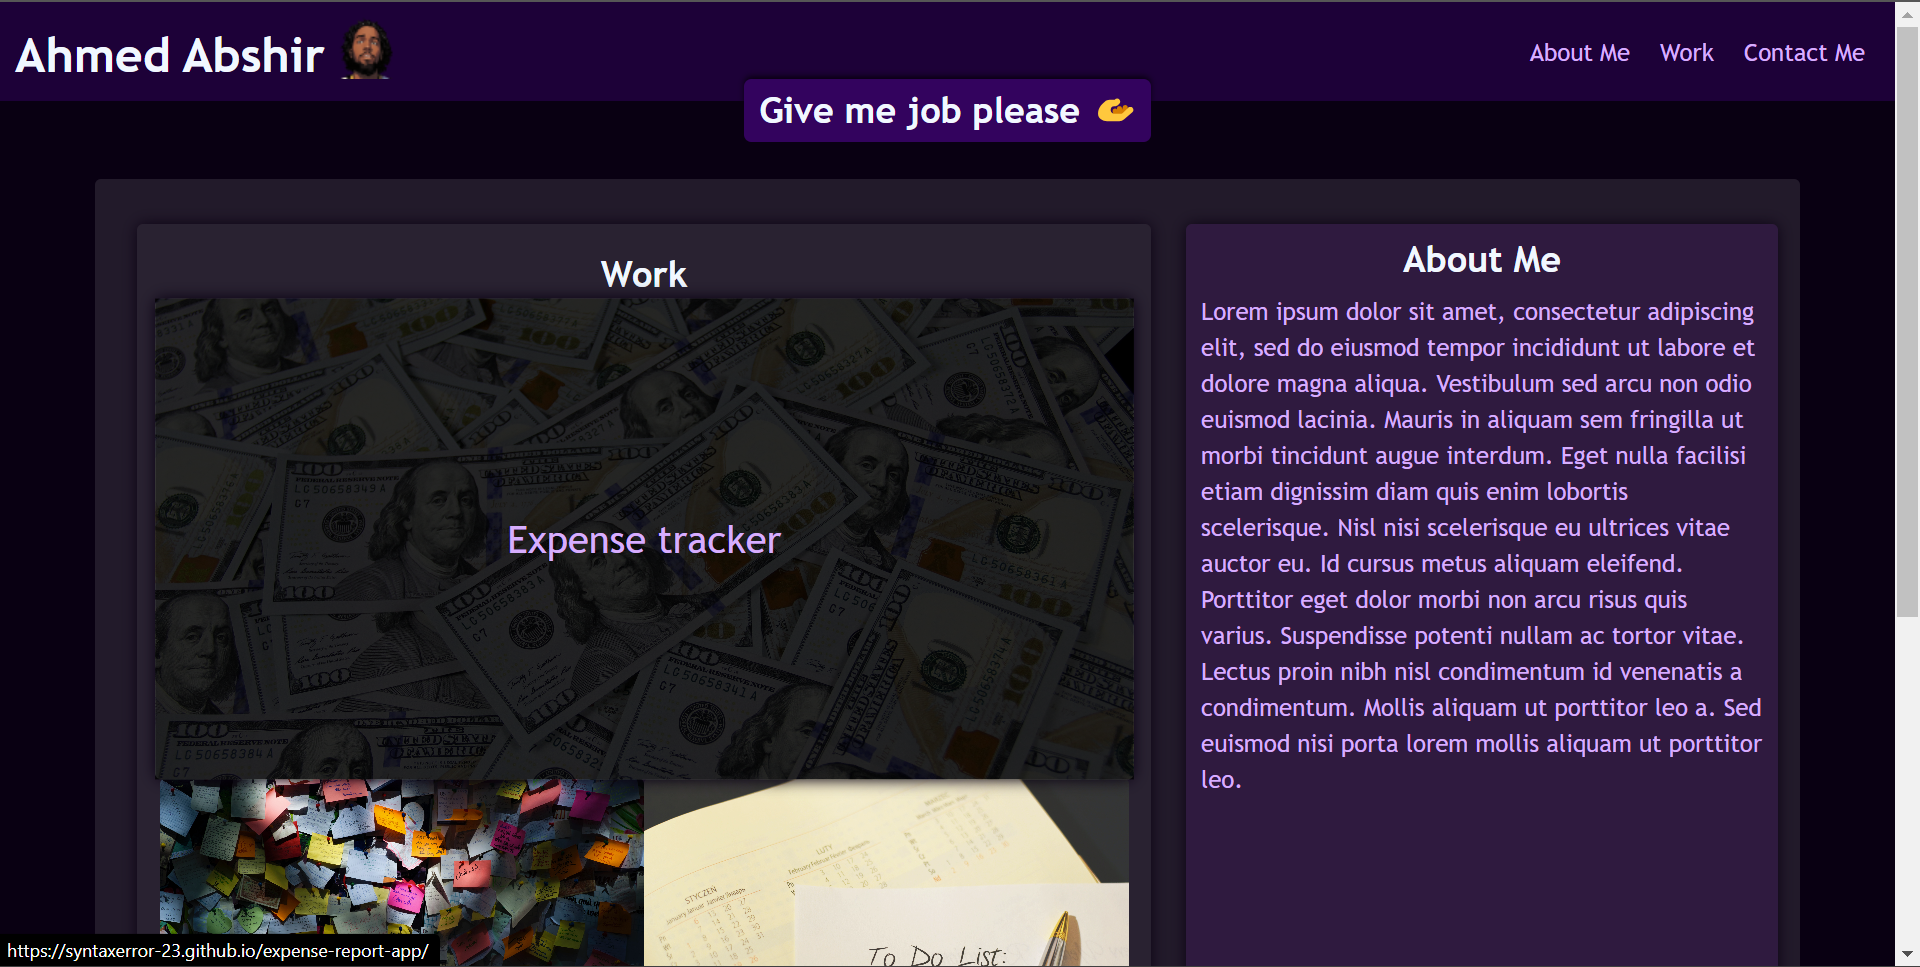 Ahmed Abshir
About Me Work Contact Me
Give me job please
Work
Expense tracker
About Me
Lorem ipsum dolor sit amet, consectetur adipiscing
elit, sed do eiusmod tempor incididunt ut labore et
dolore magna aliqua. Vestibulum sed arcu non odio
euismod lacinia. Mauris in aliquam sem fringilla ut
morbi tincidunt augue interdum. Eget nulla facilisi
etiam dignissim diam quis enim lobortis
scelerisque. Nisl nisi scelerisque eu ultrices vitae
auctor eu. Id cursus metus aliquam eleifend.
Porttitor eget dolor morbi non arcu risus quis
varius. Suspendisse potenti nullam ac tortor vitae.
Lectus proin nibh nisl condimentum id venenatis a
condimentum. Mollis aliquam ut porttitor leo a. Sed
euismod nisi porta lorem mollis aliquam ut porttitor
leo.
LUTY
STYCZEN
To Do List:
https://syntaxerror-23.github.io/expense-report-app/